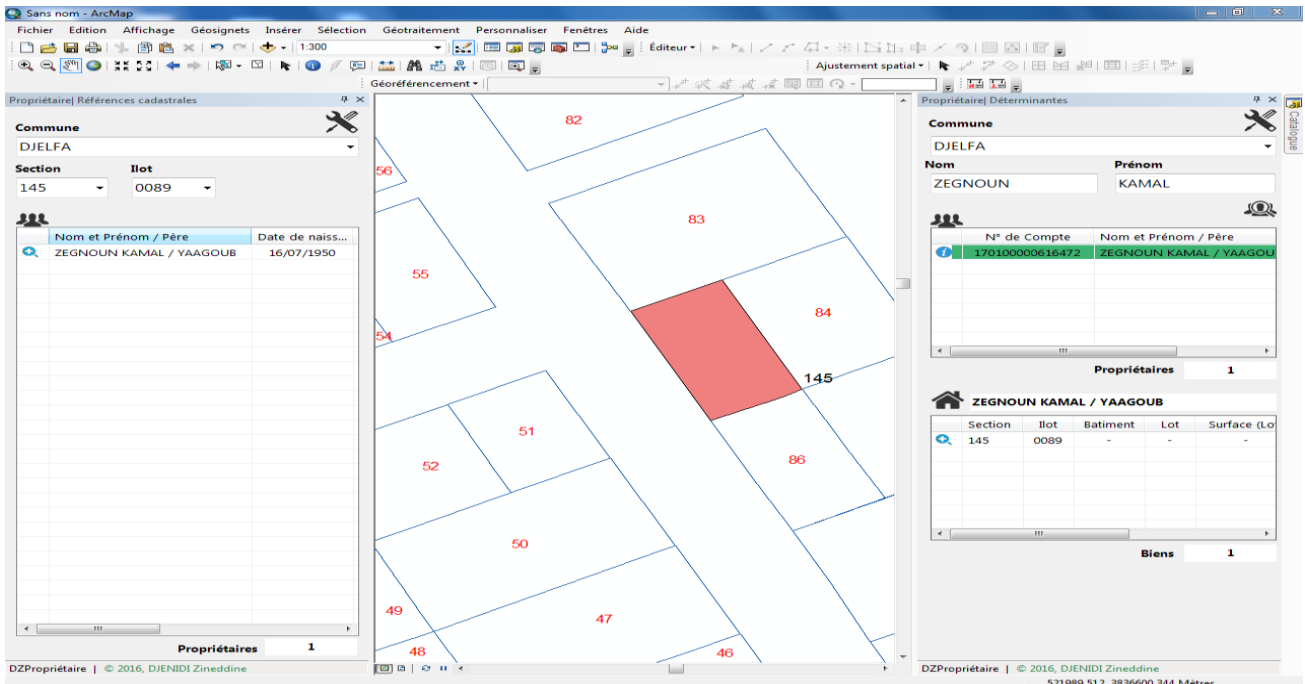 Sans nom - ArcMap
Fichier Edition Affichage Géosignets Insérer Sélection Géotraitement Personnaliser Fenêtres Aide
1:300 Éditeur
Ajustement spatial
Géoréférencement
Propriétaire| Références cadastrales
Commune
DJELFA
Section Ilot
145 0089
Nom et Prénom / Père Date de naiss...
ZEGNOUN KAMAL / YAAGOUB 16/07/1950
Propriétaires 1
DZPropriétaire | © 2016, DJENIDI Zineddine
82
56
83
55
84
54
145
51
52
86
50
49
47
48
46
Propriétaire| Déterminantes
Commune
DJELFA
Nom Prénom
ZEGNOUN KAMAL
N° de Compte Nom et Prénom / Père
170100000616472 ZEGNOUN KAMAL / YAAGOU
Propriétaires 1
ZEGNOUN KAMAL / YAAGOUB
Section Ilot Batiment Lot Surface (Lo
145 0089 - - -
Biens 1
DZPropriétaire | © 2016, DJENIDI Zineddine
Catalogue
521989,512 3836600,344 Mètres